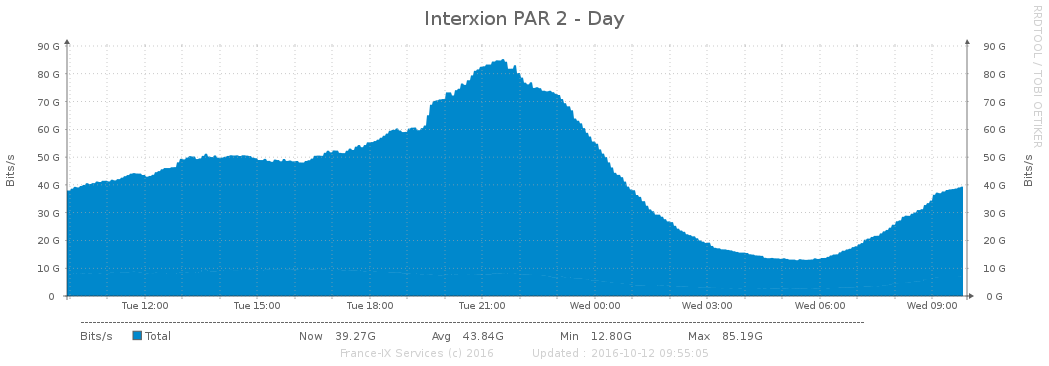 Interxion PAR 2 - Day
RRDTOOL / TOBI OETIKER
Bits/s
90 G
80 G
70 G
60 G
50 G
40 G
30 G
20 G
10 G
0
90 G
80 G
70 G
60 G
50 G
40 G
30 G
20 G
10 G
0 G
Bits/s
Tue 12:00 Tue 15:00 Tue 18:00 Tue 21:00 Wed 00:00 Wed 03:00 Wed 06:00 Wed 09:00
Bits/s Total Now 39.27G Avg 43.84G Min 12.80G Max 85.19G
France-IX Services (c) 2016 Updated : 2016-10-12 09:55:05